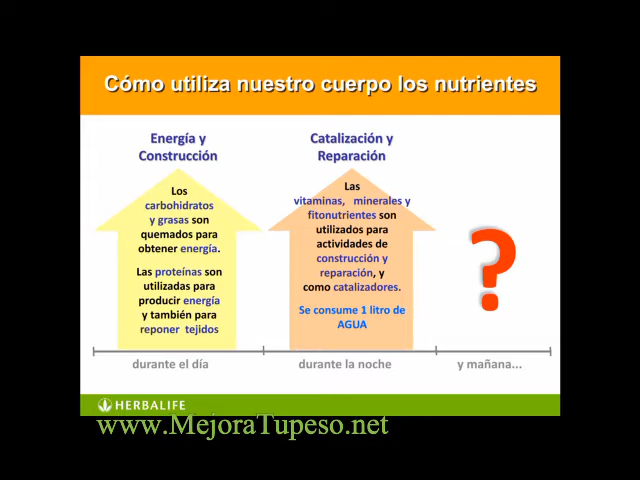 Cómo utiliza nuestro cuerpo los nutrientes
Energía y
Construcción
Los
carbohidratos
y grasas son
quemados para
obtener energía.
Las proteínas son
utilizadas para
producir energía
y también para
reponer tejidos
Catalización y
Reparación
Las
vitaminas, minerales y
fitonutrientes son
utilizados para
actividades de
construcción y
reparación, y
como catalizadores.
Se consume 1 litro de
AGUA
?
durante el día
durante la noche
y mañana...
HERBALIFE
www.MejoraTupeso.net